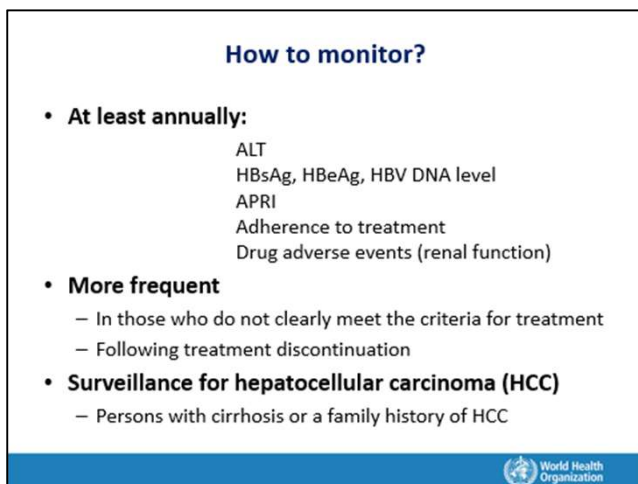 How to monitor?
• At least annually:
ALT
HBsAg, HBeAg, HBV DNA level
APRI
Adherence to treatment
Drug adverse events (renal function)
• More frequent
– In those who do not clearly meet the criteria for treatment
– Following treatment discontinuation
• Surveillance for hepatocellular carcinoma (HCC)
– Persons with cirrhosis or a family history of HCC
World Health
Organization